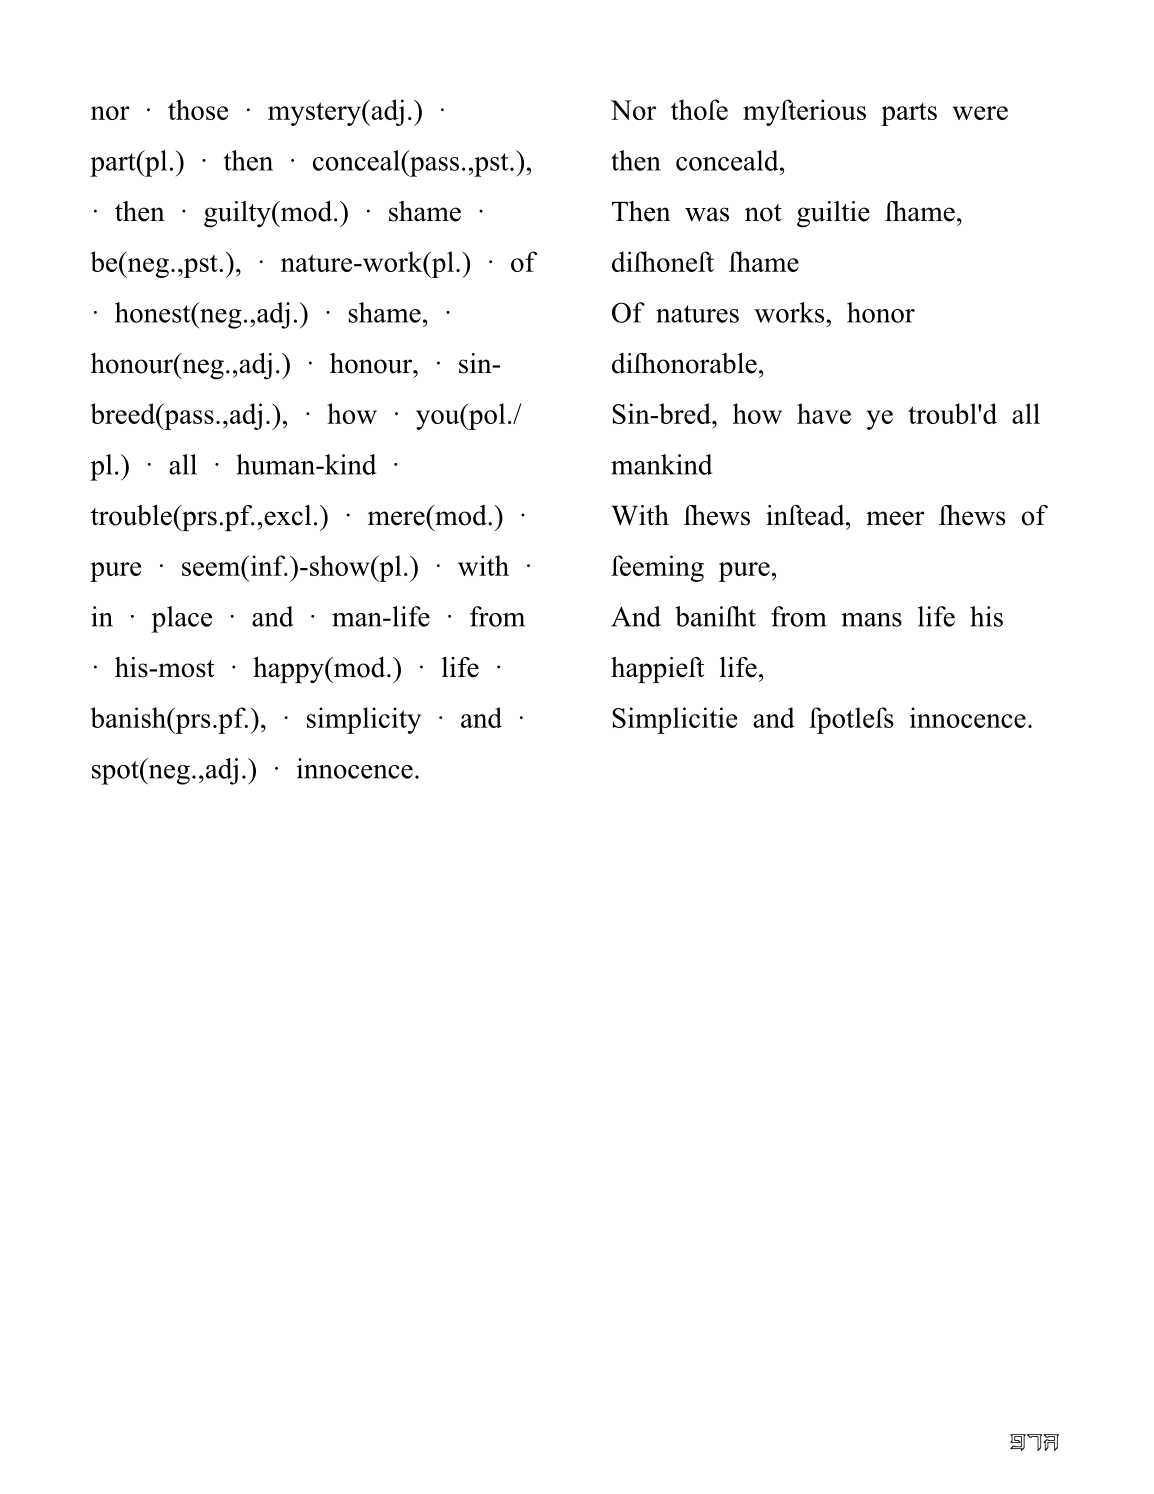 nor · those · mystery(adj.) ·
part(pl.) · then · conceal(pass.,pst.),
· then · guilty(mod.) · shame ·
be(neg.,pst.), · nature-work(pl.) · of
· honest(neg.,adj.) · shame, ·
honour(neg.,adj.) · honour, · sin-
breed(pass.,adj.), · how · you(pol./
pl.) · all · human-kind ·
trouble(prs.pf.,excl.) · mere(mod.) ·
pure · seem(inf.)-show(pl.) · with ·
in · place · and · man-life · from
· his-most · happy(mod.) · life ·
banish(prs.pf.), · simplicity · and ·
spot(neg.,adj.) · innocence.
Nor thoſe myſterious parts were
then conceald,
Then was not guiltie ſhame,
diſhoneſt ſhame
Of natures works, honor
diſhonorable,
Sin-bred, how have ye troubl'd all
mankind
With ſhews inſtead, meer ſhews of
ſeeming pure,
And baniſht from mans life his
happieſt life,
Simplicitie and ſpotleſs innocence.